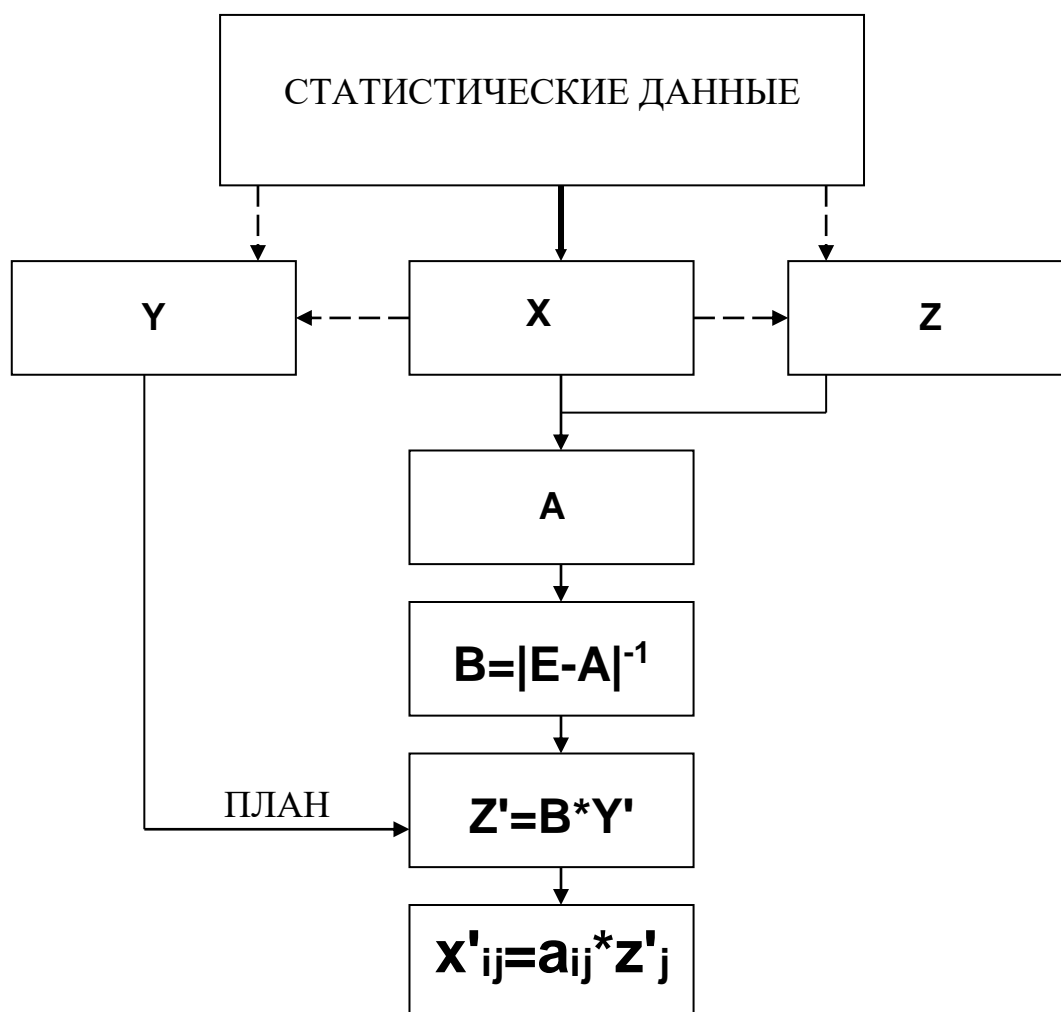 СТАТИСТИЧЕСКИЕ ДАННЫЕ
Y
X
Z
A
B=|E-A|⁻¹
ПЛАН
Z'=B*Y'
x'ij=aij*z'j